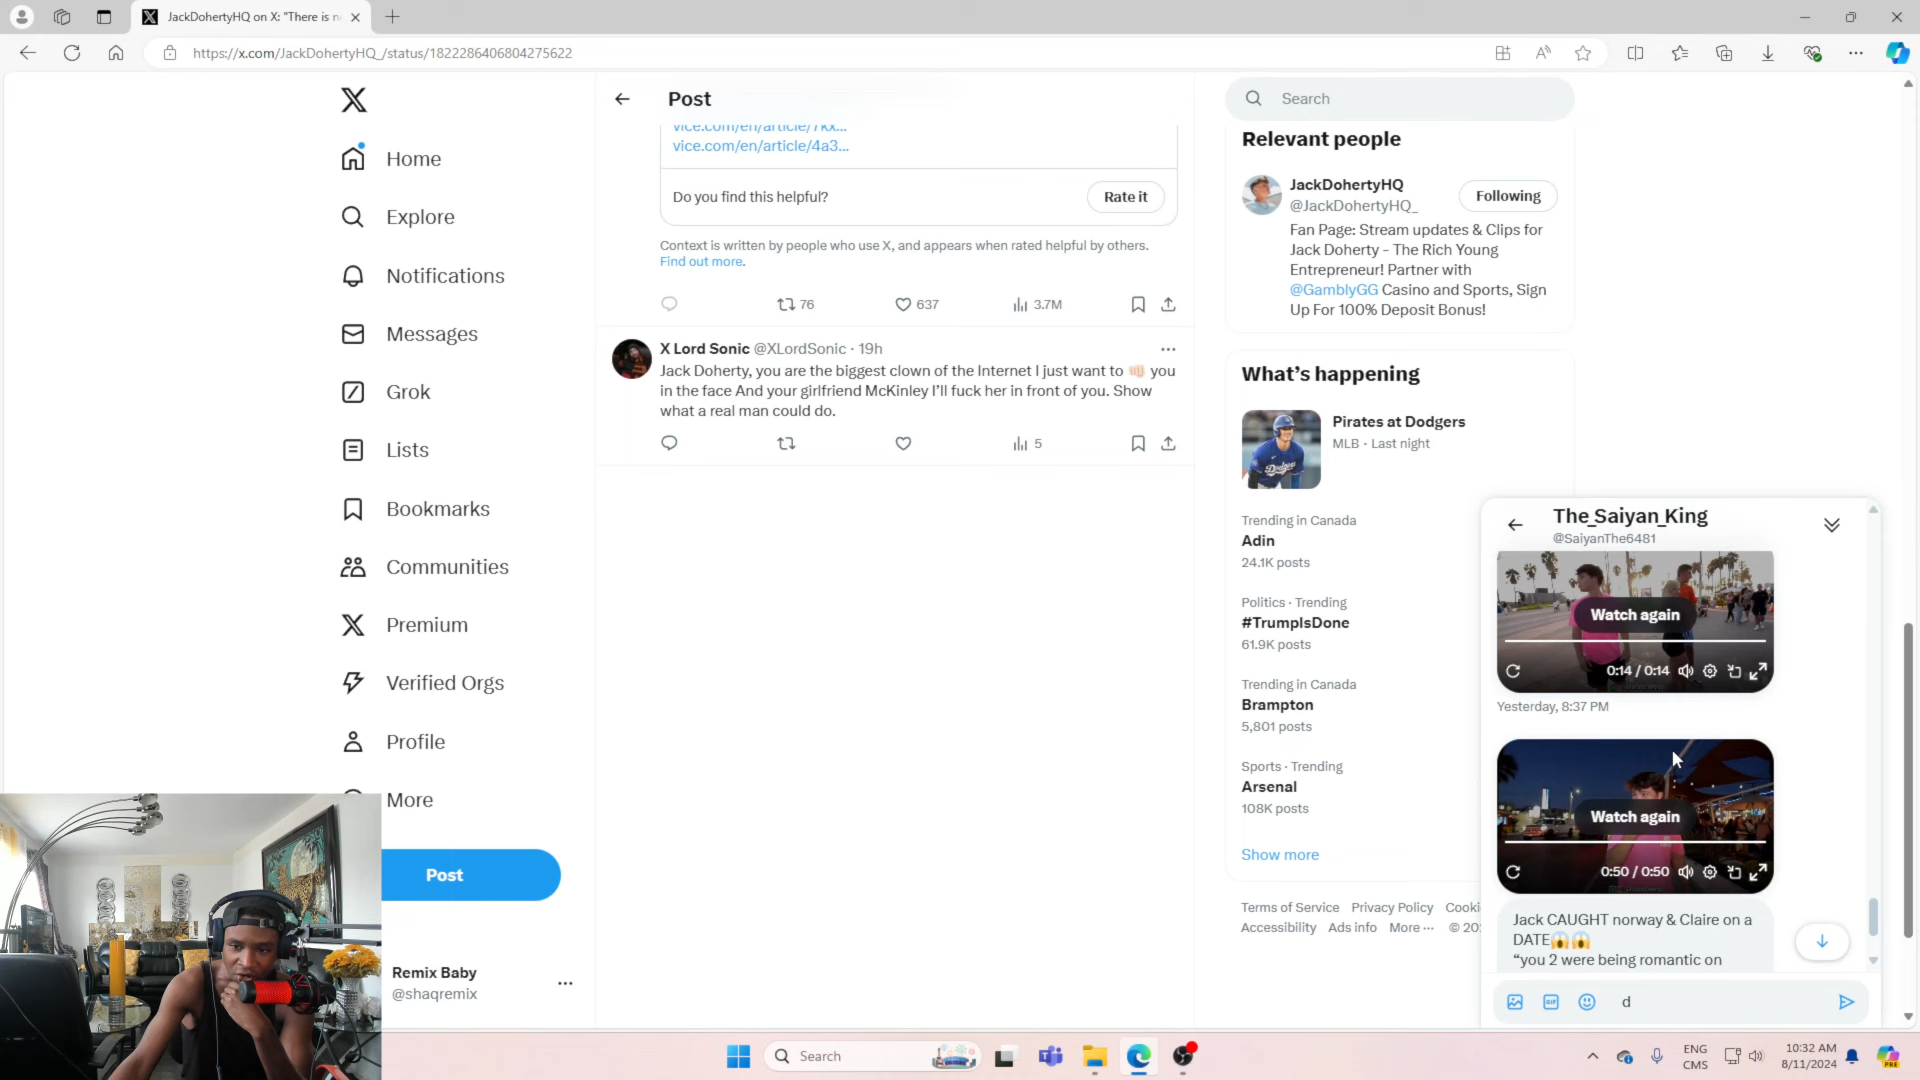 JackDohertyHQ on X: "There is n
https://x.com/JackDohertyHQ_/status/1822286406804275622
Home
Explore
Notifications
Messages
Grok
Lists
Bookmarks
Communities
Premium
Verified Orgs
Profile
More
Post
Remix Baby
@shaqremix
Post
vice.com/en/article/7kx...
vice.com/en/article/4a3...
Do you find this helpful?
Rate it
Context is written by people who use X, and appears when rated helpful by others.
Find out more.
76
637
3.7M
X Lord Sonic @XLordSonic · 19h
Jack Doherty, you are the biggest clown of the Internet I just want to 👊🏻 you
in the face And your girlfriend McKinley I'll fuck her in front of you. Show
what a real man could do.
5
Search
Relevant people
JackDohertyHQ
@JackDohertyHQ_
Following
Fan Page: Stream updates & Clips for
Jack Doherty - The Rich Young
Entrepreneur! Partner with
@GamblyGG Casino and Sports, Sign
Up For 100% Deposit Bonus!
What's happening
Pirates at Dodgers
MLB · Last night
Trending in Canada
Adin
24.1K posts
Politics · Trending
#TrumpIsDone
61.9K posts
Trending in Canada
Brampton
5,801 posts
Sports · Trending
Arsenal
108K posts
Show more
Terms of Service Privacy Policy Cooki
Accessibility Ads info More ··· © 20
The_Saiyan_King
@SaiyanThe6481
Watch again
0:14 / 0:14
Yesterday, 8:37 PM
Watch again
0:50 / 0:50
Jack CAUGHT norway & Claire on a
DATE😱😱
"you 2 were being romantic on
GIF
d
Search
ENG
CMS
10:32 AM
8/11/2024
PRE